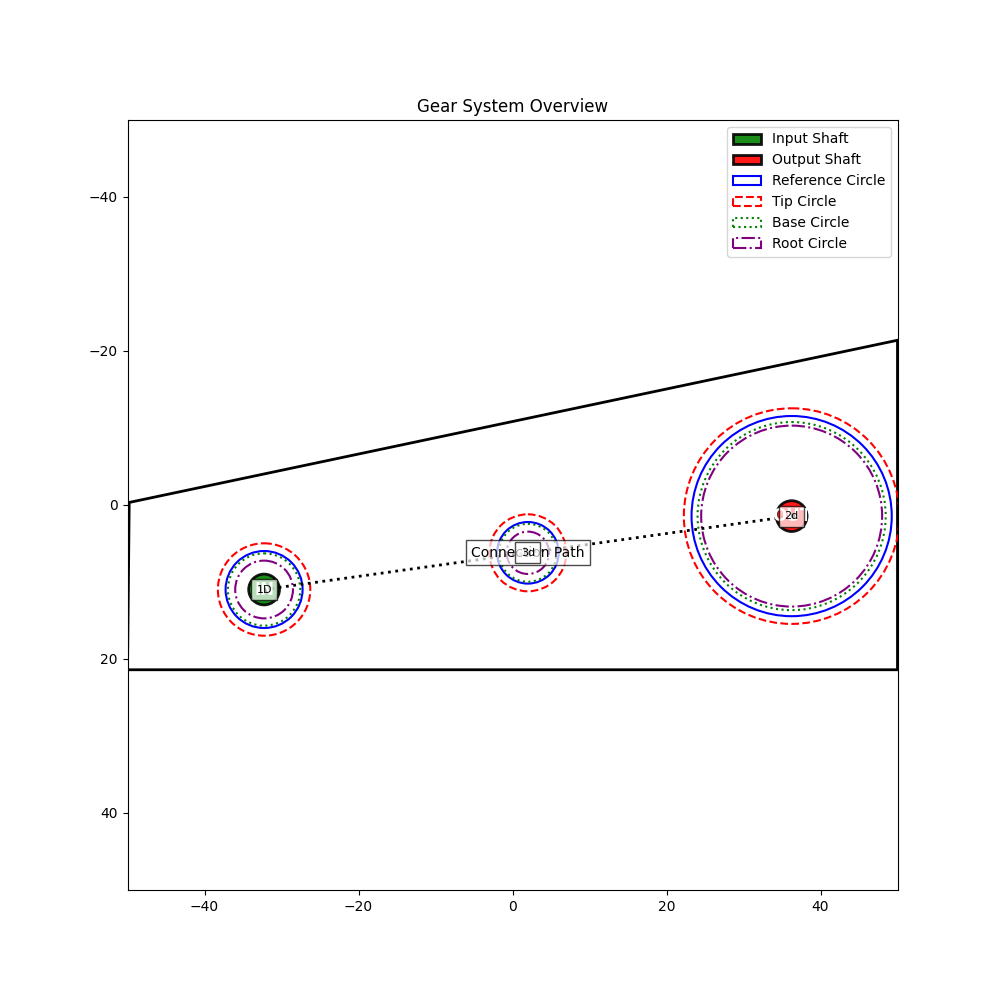 Gear System Overview
Input Shaft
Output Shaft
Reference Circle
Tip Circle
Base Circle
Root Circle
−40
−20
0
20
40
2d
3d
1D
−40
−20
0
20
40